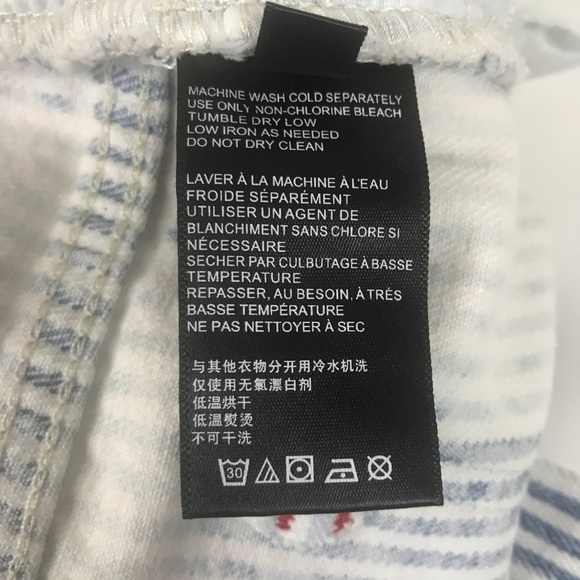 MACHINE WASH COLD SEPARATELY
USE ONLY NON-CHLORINE BLEACH
TUMBLE DRY LOW
LOW IRON AS NEEDED
DO NOT DRY CLEAN
LAVER À LA MACHINE À L'EAU
FROIDE SÉPARÉMENT
UTILISER UN AGENT DE
BLANCHIMENT SANS CHLORE SI
NÉCESSAIRE
SECHER PAR CULBUTAGE À BASSE
TEMPERATURE
REPASSER, AU BESOIN, À TRÉS
BASSE TEMPÉRATURE
NE PAS NETTOYER À SEC
与其他衣物分开用冷水机洗
仅使用无氯漂白剂
低温烘干
低温熨烫
不可干洗
30